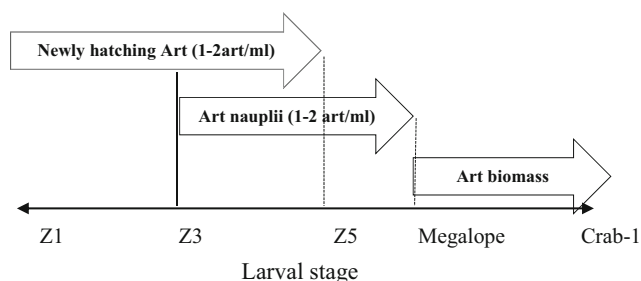 Newly hatching Art (1-2art/ml)
Art nauplii (1-2 art/ml)
Art biomass
Z1 Z3 Z5 Megalope Crab-1
Larval stage